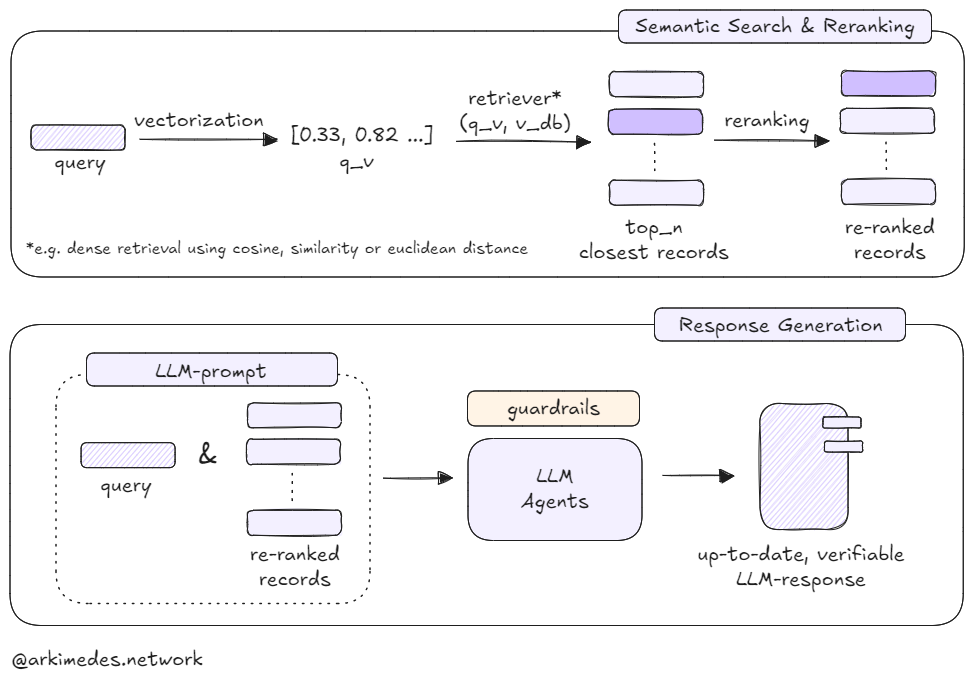 Semantic Search & Reranking
vectorization
query
[0.33, 0.82 ...]
q_v
retriever*
(q_v, v_db)
reranking
top_n
closest records
re-ranked
records
*e.g. dense retrieval using cosine, similarity or euclidean distance
Response Generation
LLM-prompt
query
&
re-ranked
records
guardrails
LLM
Agents
up-to-date, verifiable
LLM-response
@arkimedes.network